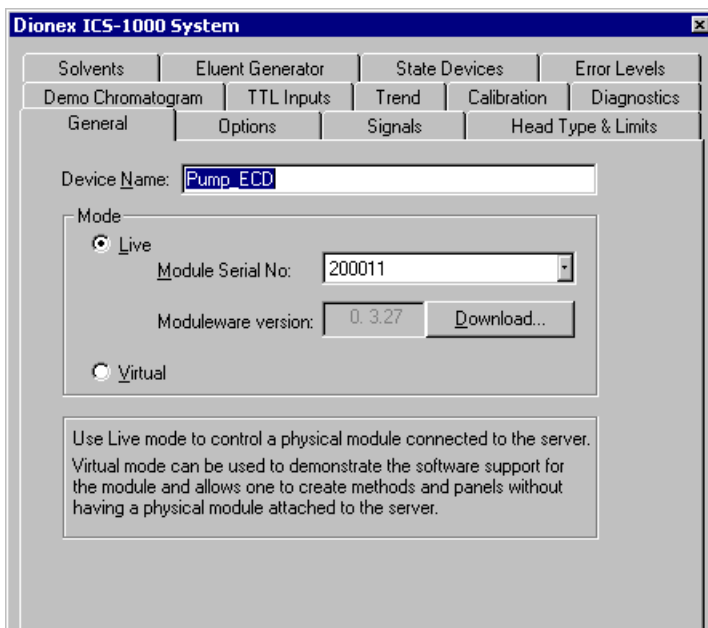 Dionex ICS-1000 System
Solvents Eluent Generator State Devices Error Levels
Demo Chromatogram TTL Inputs Trend Calibration Diagnostics
General Options Signals Head Type & Limits
Device Name: Pump_ECD
Mode
Live
Module Serial No: 200011
Moduleware version: 0. 3.27 Download...
Virtual
Use Live mode to control a physical module connected to the server.
Virtual mode can be used to demonstrate the software support for
the module and allows one to create methods and panels without
having a physical module attached to the server.